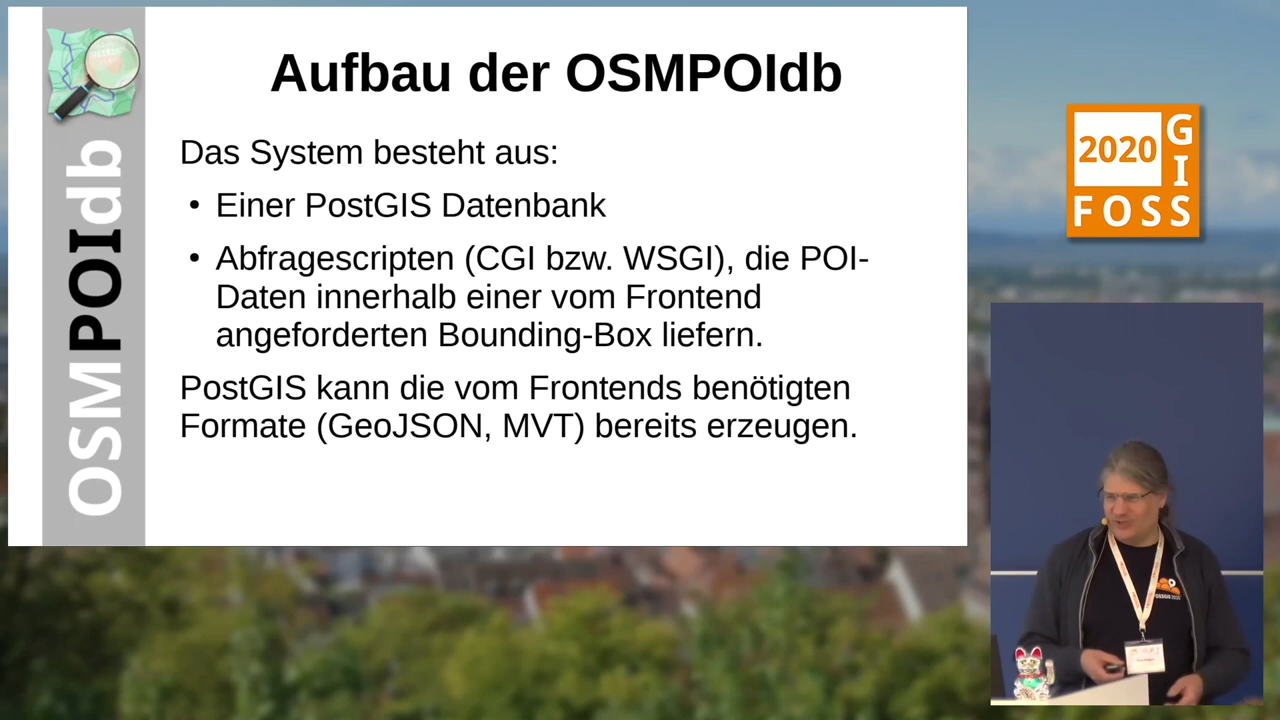 OSMPOIdb
Aufbau der OSMPOIdb
Das System besteht aus:
• Einer PostGIS Datenbank
• Abfragescripten (CGI bzw. WSGI), die POI-
Daten innerhalb einer vom Frontend
angeforderten Bounding-Box liefern.
PostGIS kann die vom Frontends benötigten
Formate (GeoJSON, MVT) bereits erzeugen.
2020
GI
FOSS